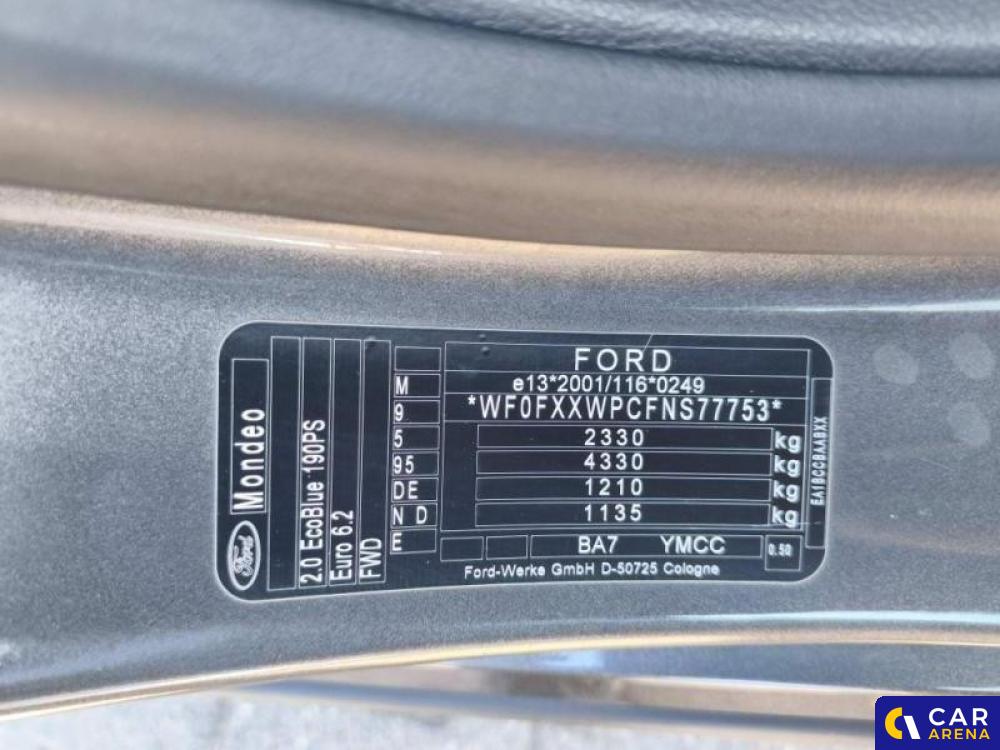 Ford
Mondeo
2.0 EcoBlue 190PS
Euro 6.2
FWD
M
9
5
95
DE
N D
E
FORD
e13*2001/116*0249
*WF0FXXWPCFNS77753*
2330 kg
4330 kg
1210 kg
1135 kg
BA7 YMCC 0.50
Ford-Werke GmbH D-50725 Cologne
CAR
ARENA